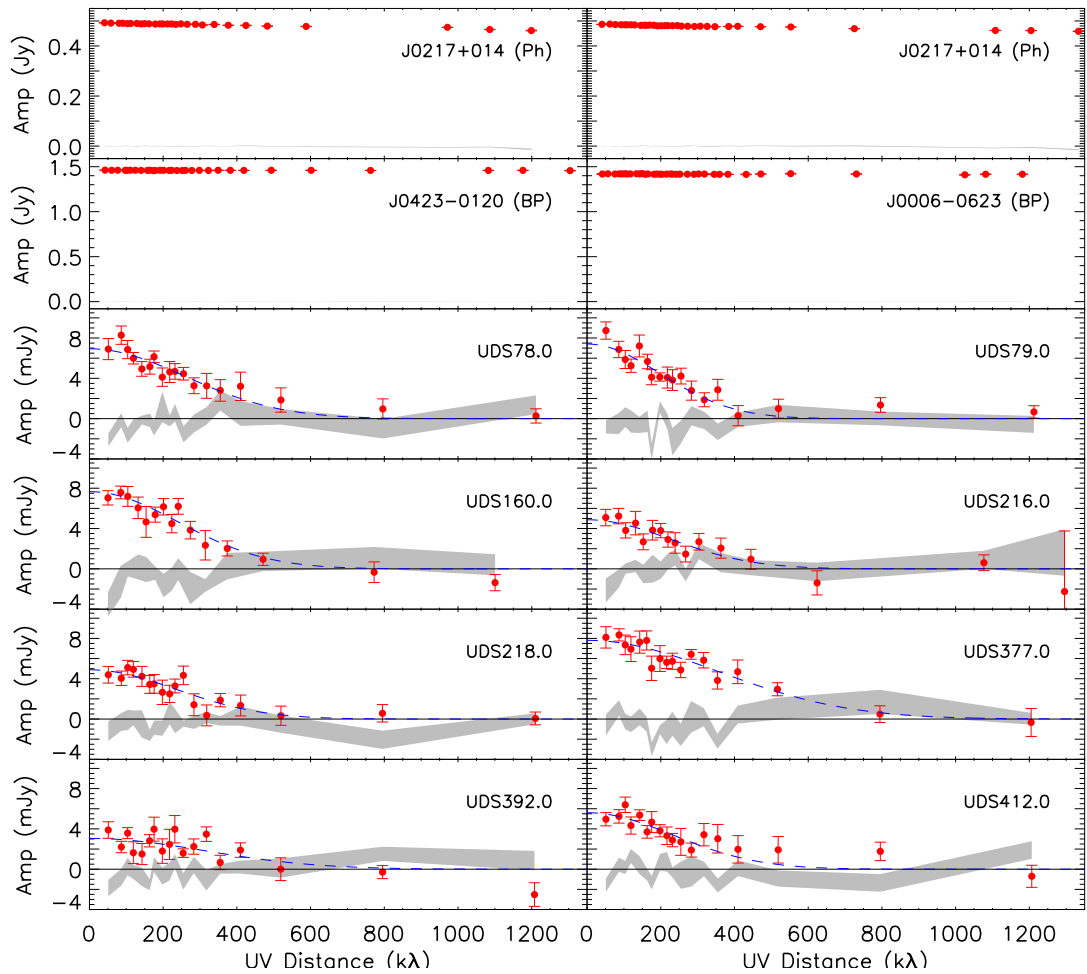 Amp (Jy)
0.4
0.2
0.0
J0217+014 (Ph)
J0217+014 (Ph)
Amp (Jy)
1.5
1.0
0.5
0.0
J0423−0120 (BP)
J0006−0623 (BP)
Amp (mJy)
8
4
0
−4
UDS78.0
UDS79.0
Amp (mJy)
8
4
0
−4
UDS160.0
UDS216.0
Amp (mJy)
8
4
0
−4
UDS218.0
UDS377.0
Amp (mJy)
8
4
0
−4
UDS392.0
UDS412.0
0 200 400 600 800 1000 1200 0 200 400 600 800 1000 1200
UV Distance (kλ) UV Distance (kλ)